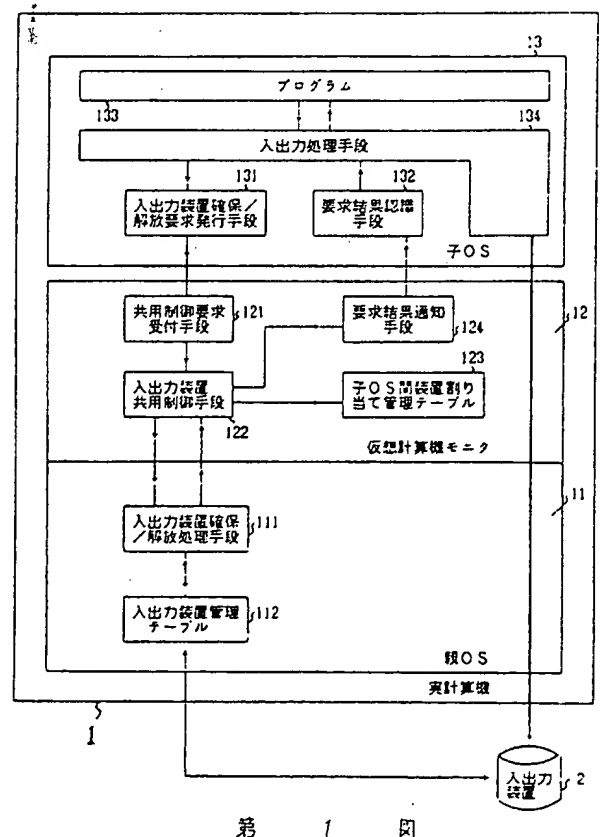 13
プログラム
133
134
入出力処理手段
131
132
入出力装置確保/
解放要求発行手段
要求結果認識
手段
子OS
共用制御要求
受付手段
121
要求結果通知
手段
124
12
123
入出力装置
共用制御手段
122
子OS間装置割り
当て管理テーブル
仮想計算機モニタ
11
入出力装置確保
/解放処理手段
111
入出力装置管理
テーブル
112
親OS
実計算機
1
入出力
装置
2
第 1 図